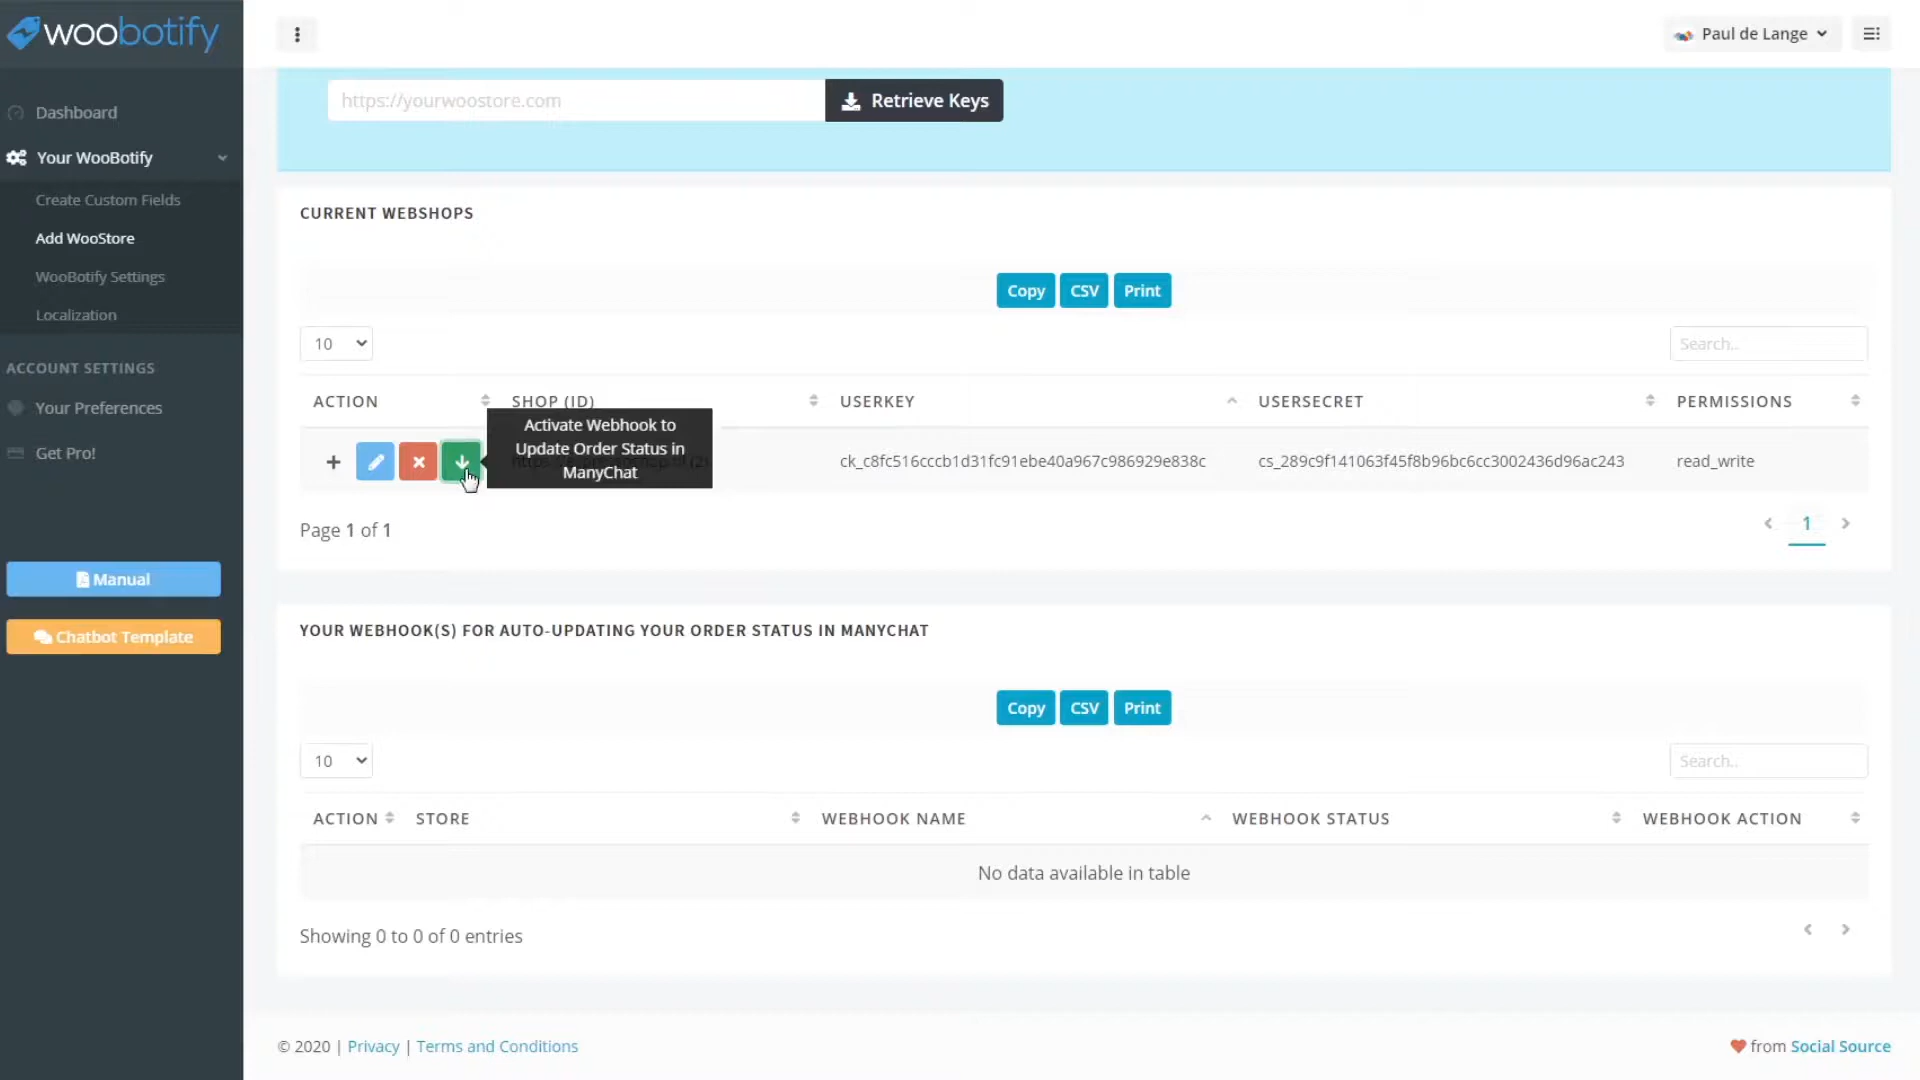 woobotify
Paul de Lange
Dashboard
Your WooBotify
Create Custom Fields
Add WooStore
WooBotify Settings
Localization
ACCOUNT SETTINGS
Your Preferences
Get Pro!
Manual
Chatbot Template
https://yourwoostore.com
Retrieve Keys
CURRENT WEBSHOPS
Copy CSV Print
10
Search..
ACTION SHOP (ID) USERKEY USERSECRET PERMISSIONS
Activate Webhook to
Update Order Status in
ManyChat
ck_c8fc516cccb1d31fc91ebe40a967c986929e838c cs_289c9f141063f45f8b96bc6cc3002436d96ac243 read_write
Page 1 of 1
1
YOUR WEBHOOK(S) FOR AUTO-UPDATING YOUR ORDER STATUS IN MANYCHAT
Copy CSV Print
10
Search..
ACTION STORE WEBHOOK NAME WEBHOOK STATUS WEBHOOK ACTION
No data available in table
Showing 0 to 0 of 0 entries
© 2020 | Privacy | Terms and Conditions
from Social Source